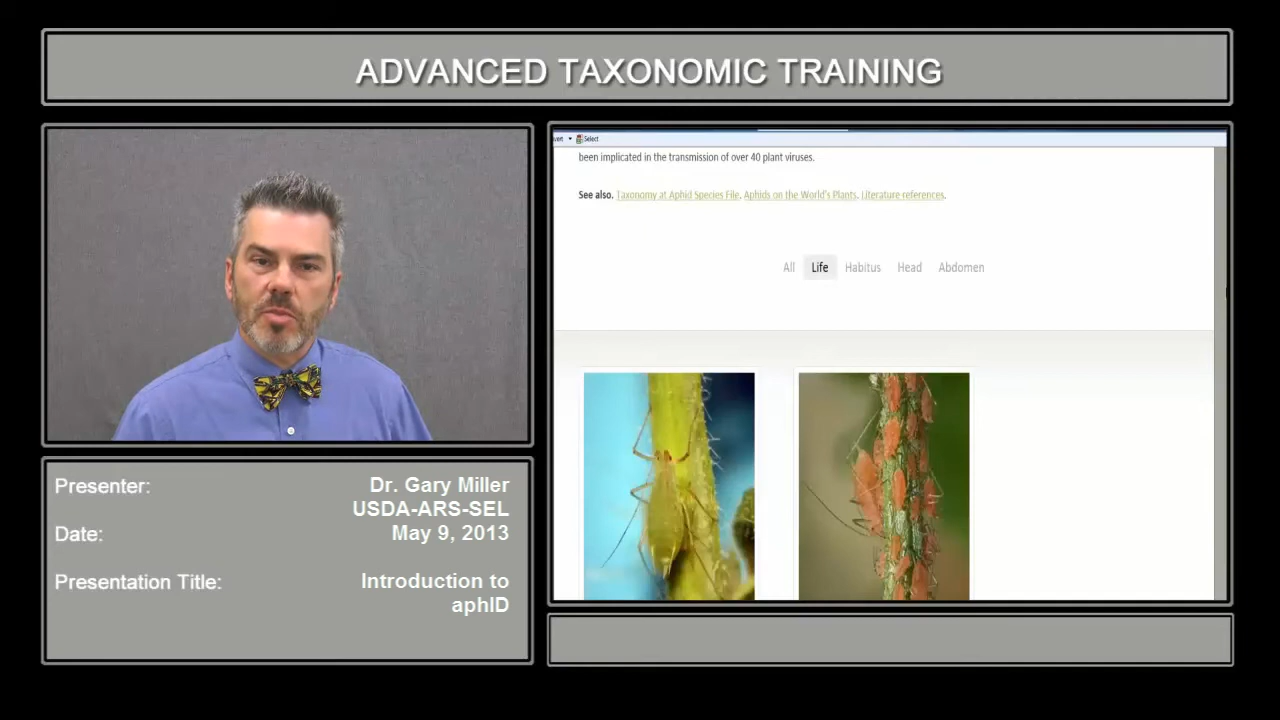 ADVANCED TAXONOMIC TRAINING
Select
been implicated in the transmission of over 40 plant viruses.
See also. Taxonomy at Aphid Species File. Aphids on the World's Plants. Literature references.
All Life Habitus Head Abdomen
Presenter: Dr. Gary Miller
USDA-ARS-SEL
Date: May 9, 2013
Presentation Title: Introduction to
aphID